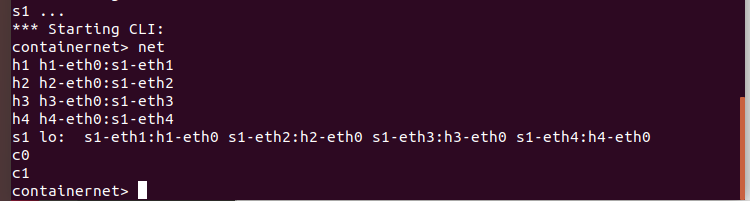 s1 ...
*** Starting CLI:
containernet> net
h1 h1-eth0:s1-eth1
h2 h2-eth0:s1-eth2
h3 h3-eth0:s1-eth3
h4 h4-eth0:s1-eth4
s1 lo:  s1-eth1:h1-eth0 s1-eth2:h2-eth0 s1-eth3:h3-eth0 s1-eth4:h4-eth0
c0
c1
containernet>